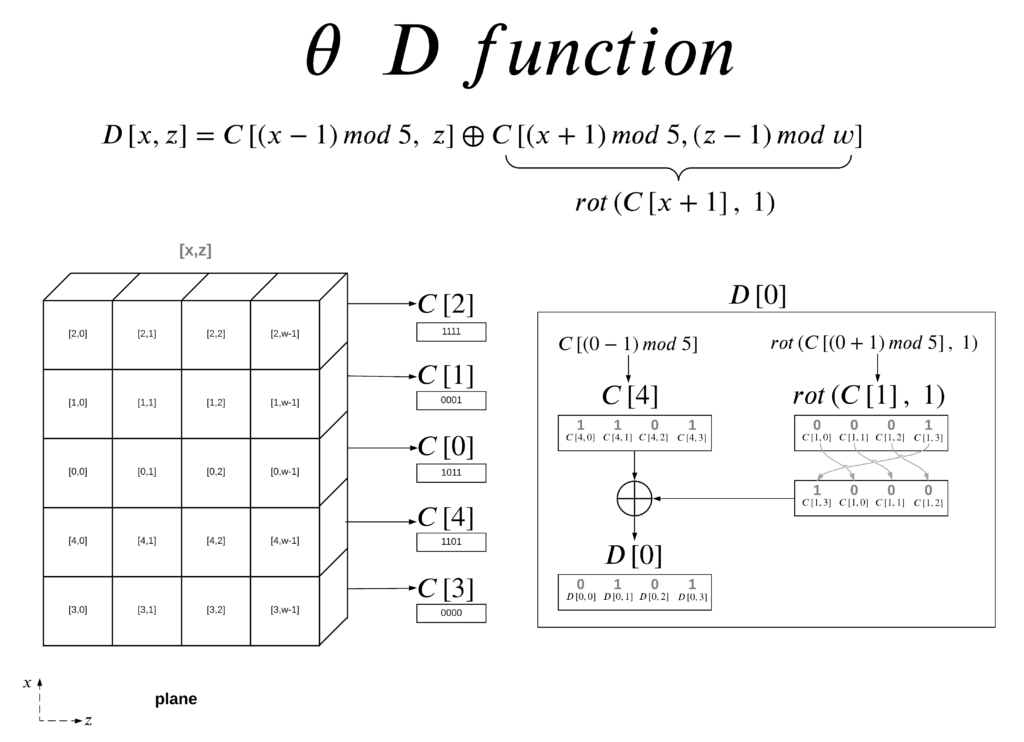 θ D function
D [x, z] = C [(x − 1) mod 5, z] ⊕ C [(x + 1) mod 5, (z − 1) mod w]
rot (C [x + 1] , 1)
[x,z]
[2,0] [2,1] [2,2] [2,w-1]
[1,0] [1,1] [1,2] [1,w-1]
[0,0] [0,1] [0,2] [0,w-1]
[4,0] [4,1] [4,2] [4,w-1]
[3,0] [3,1] [3,2] [3,w-1]
C [2]
1111
C [1]
0001
C [0]
1011
C [4]
1101
C [3]
0000
x
z
plane
D [0]
C [(0 − 1) mod 5]
C [4]
1 1 0 1
C [4, 0] C [4, 1] C [4, 2] C [4, 3]
rot (C [(0 + 1) mod 5] , 1)
rot (C [1] , 1)
0 0 0 1
C [1, 0] C [1, 1] C [1, 2] C [1, 3]
1 0 0 0
C [1, 3] C [1, 0] C [1, 1] C [1, 2]
D [0]
0 1 0 1
D [0, 0] D [0, 1] D [0, 2] D [0, 3]